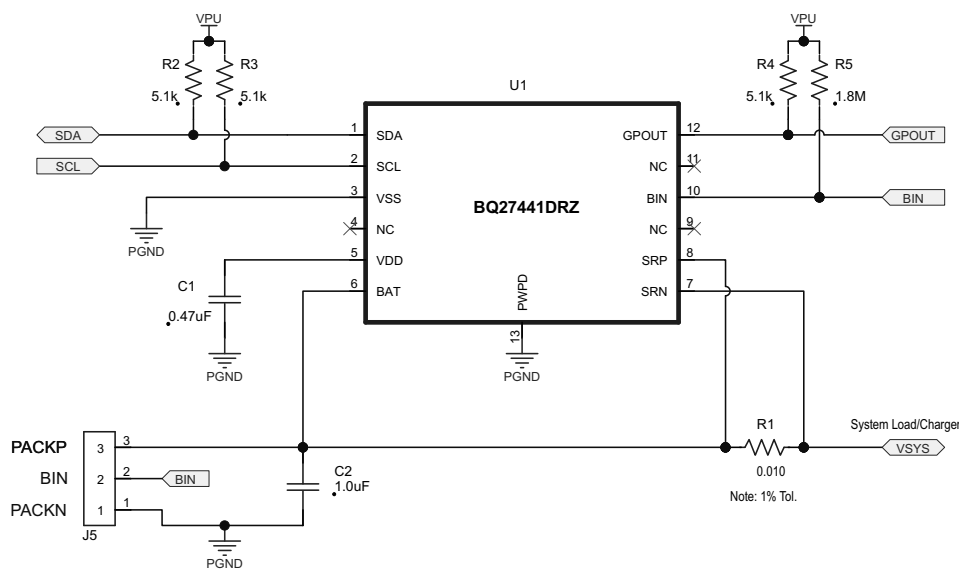 VPU
VPU
R2
R3
5.1k
5.1k
R4
R5
5.1k
1.8M
U1
SDA
1
SDA
GPOUT
12
GPOUT
SCL
2
SCL
NC
11
3
VSS
BQ27441DRZ
BIN
10
BIN
PGND
4
NC
NC
9
5
VDD
SRP
8
C1
0.47uF
6
BAT
PWPD
SRN
7
13
PGND
PGND
PACKP
3
3
R1
System Load/Charger
VSYS
BIN
2
2
BIN
C2
1.0uF
0.010
PACKN
1
1
Note: 1% Tol.
J5
PGND